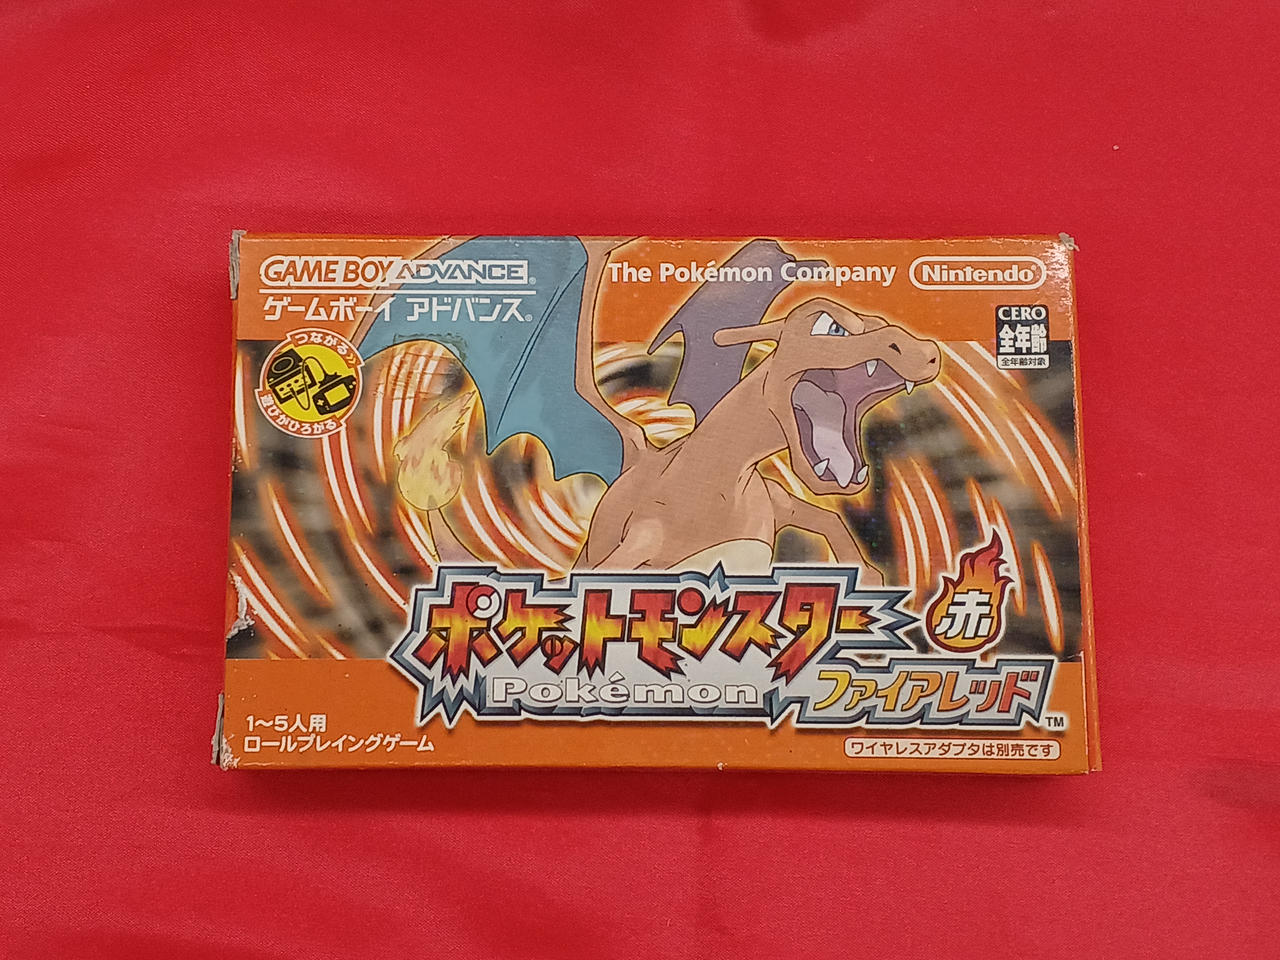 GAME BOY ADVANCE®
ゲームボーイ アドバンス®
The Pokémon Company
Nintendo®
CERO
全年齢
全年齢対象
つながる》
遊びがひろがる
ポケットモンスター
赤
Pokémon
ファイアレッド
TM
1〜5人用
ロールプレイングゲーム
ワイヤレスアダプタは別売です